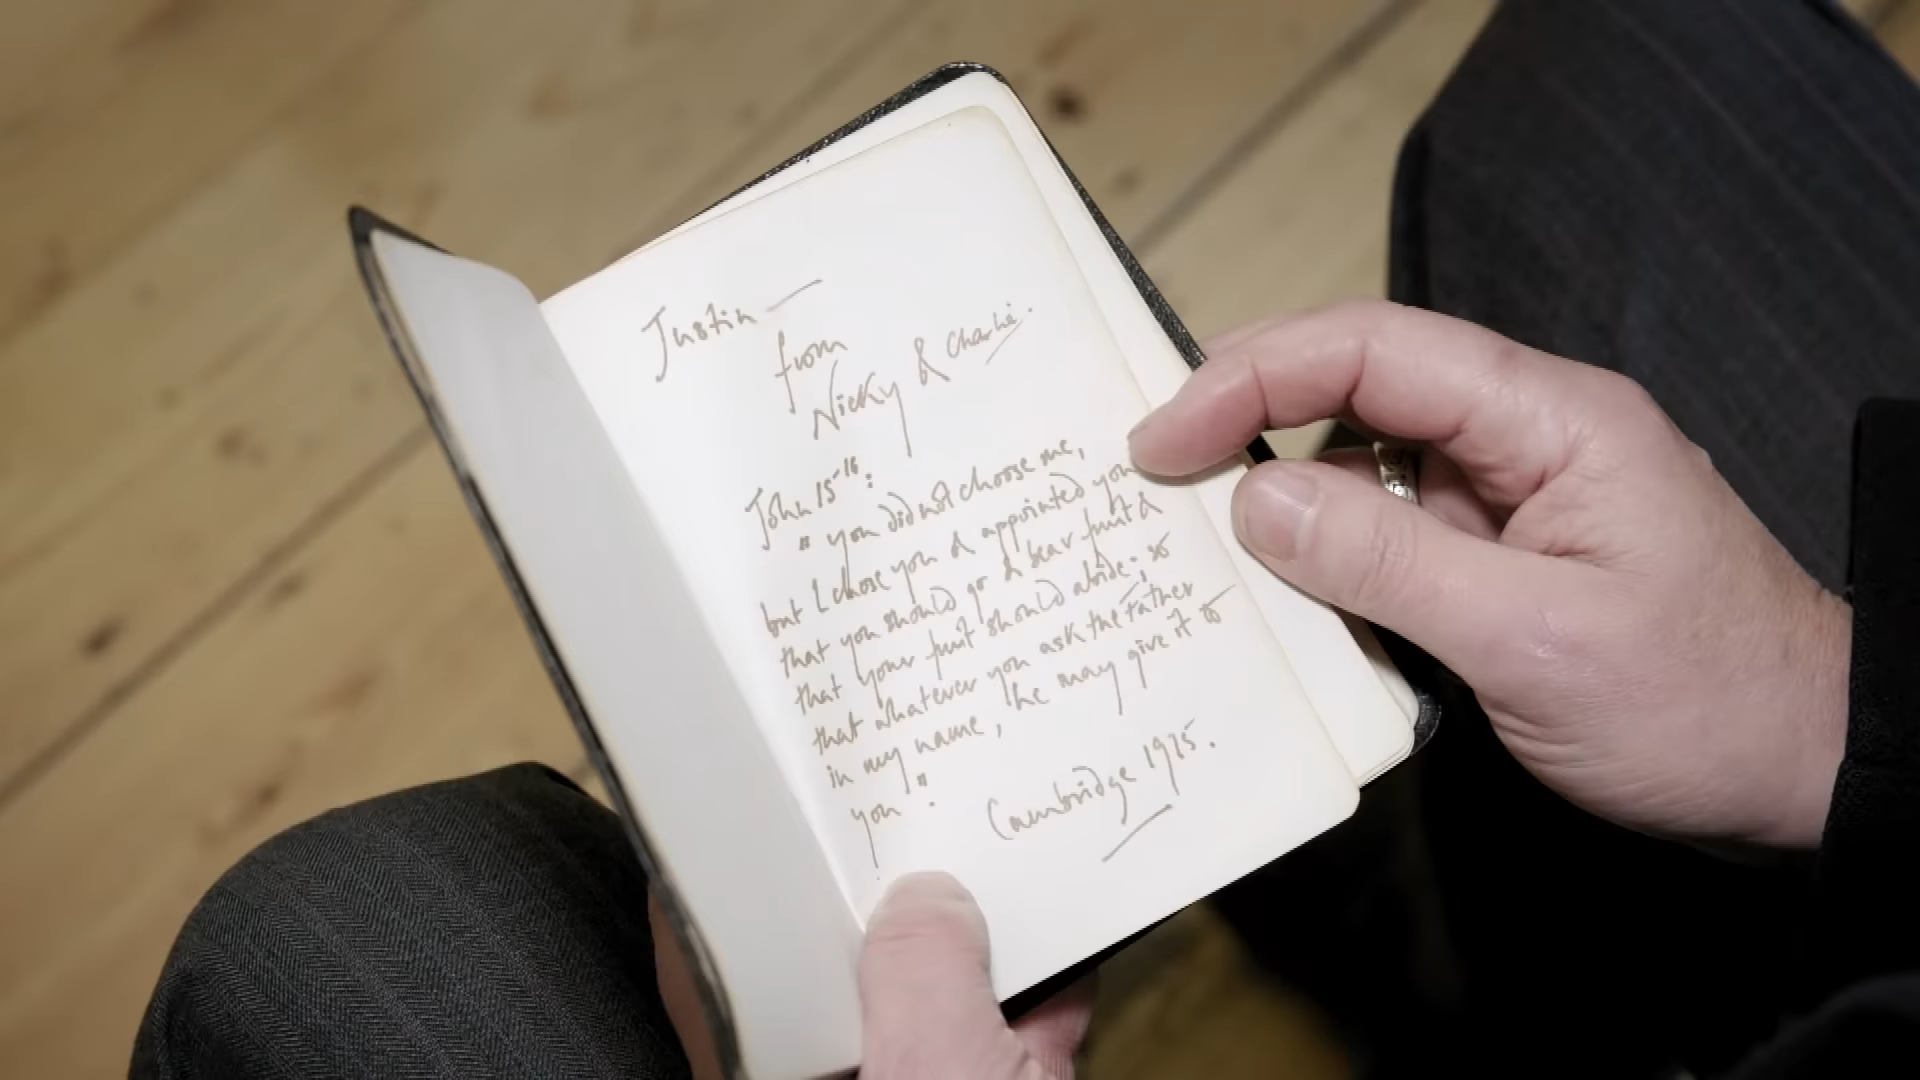 Justin —
from
Nicky & Charlie.
John 15 16:
" you did not choose me,
but I chose you & appointed you
that you should go & bear fruit &
that your fruit should abide; so
that whatever you ask the Father
in my name, he may give it to
you ".
Cambridge 1975.